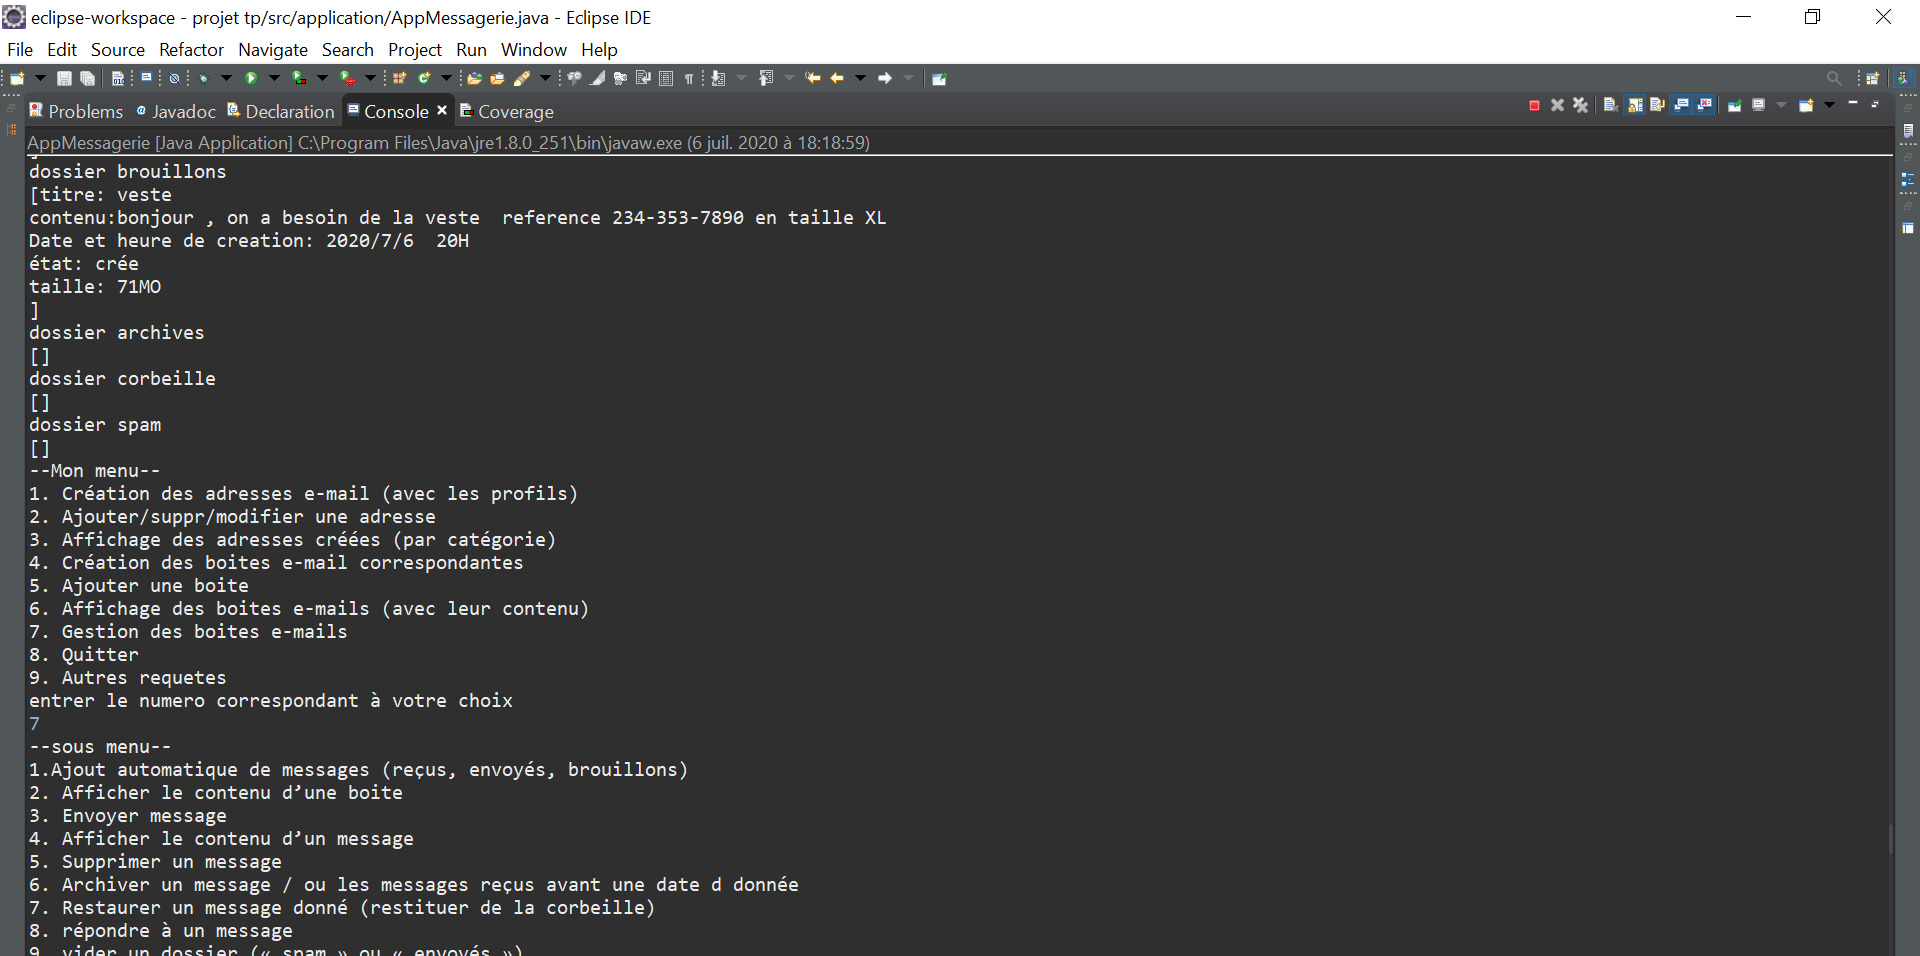 eclipse-workspace - projet tp/src/application/AppMessagerie.java - Eclipse IDE
File Edit Source Refactor Navigate Search Project Run Window Help
Problems Javadoc Declaration Console Coverage
AppMessagerie [Java Application] C:\Program Files\Java\jre1.8.0_251\bin\javaw.exe (6 juil. 2020 à 18:18:59)
dossier brouillons
[titre: veste
contenu:bonjour , on a besoin de la veste  reference 234-353-7890 en taille XL
Date et heure de creation: 2020/7/6  20H
état: crée
taille: 71MO
]
dossier archives
[]
dossier corbeille
[]
dossier spam
[]
--Mon menu--
1. Création des adresses e-mail (avec les profils)
2. Ajouter/suppr/modifier une adresse
3. Affichage des adresses créées (par catégorie)
4. Création des boites e-mail correspondantes
5. Ajouter une boite
6. Affichage des boites e-mails (avec leur contenu)
7. Gestion des boites e-mails
8. Quitter
9. Autres requetes
entrer le numero correspondant à votre choix
7
--sous menu--
1.Ajout automatique de messages (reçus, envoyés, brouillons)
2. Afficher le contenu d’une boite
3. Envoyer message
4. Afficher le contenu d’un message
5. Supprimer un message
6. Archiver un message / ou les messages reçus avant une date d donnée
7. Restaurer un message donné (restituer de la corbeille)
8. répondre à un message
9. vider un dossier (« spam » ou « envoyés »)